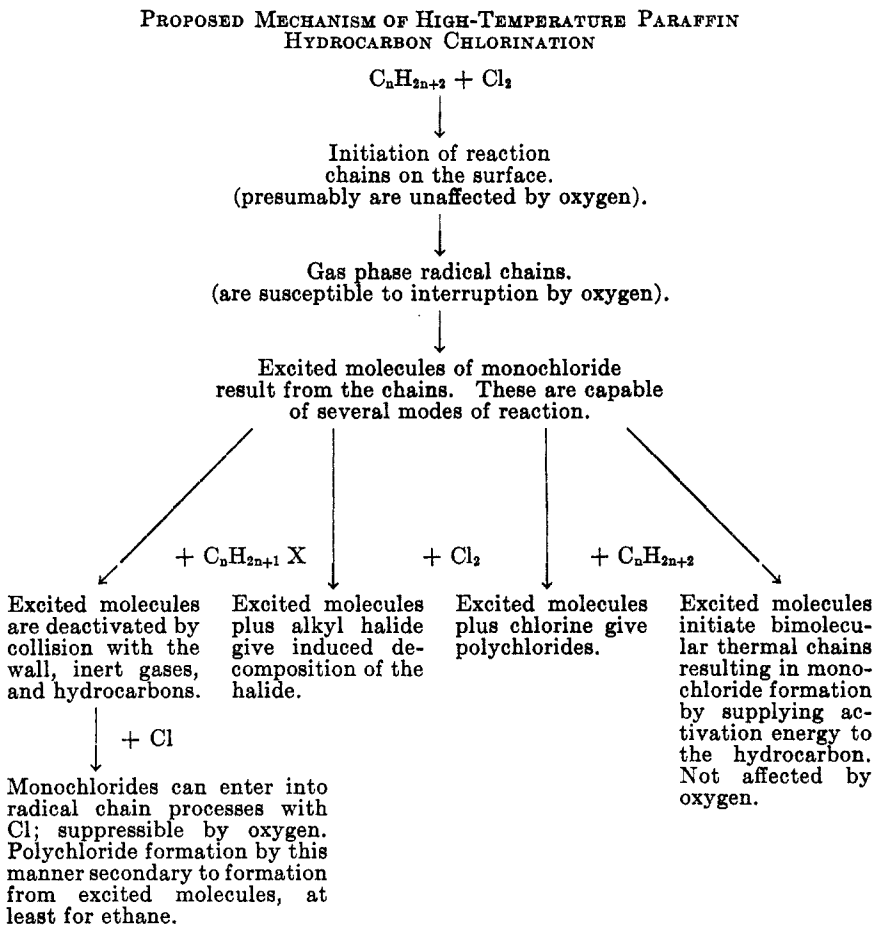 PROPOSED MECHANISM OF HIGH-TEMPERATURE PARAFFIN
HYDROCARBON CHLORINATION
CₙH₂ₙ₊₂ + Cl₂
Initiation of reaction
chains on the surface.
(presumably are unaffected by oxygen).
Gas phase radical chains.
(are susceptible to interruption by oxygen).
Excited molecules of monochloride
result from the chains. These are capable
of several modes of reaction.
+ CₙH₂ₙ₊₁ X
+ Cl₂
+ CₙH₂ₙ₊₂
Excited molecules
are deactivated by
collision with the
wall, inert gases,
and hydrocarbons.
Excited molecules
plus alkyl halide
give induced de-
composition of the
halide.
Excited molecules
plus chlorine give
polychlorides.
Excited molecules
initiate bimolecu-
lar thermal chains
resulting in mono-
chloride formation
by supplying ac-
tivation energy to
the hydrocarbon.
Not affected by
oxygen.
+ Cl
Monochlorides can enter into
radical chain processes with
Cl; suppressible by oxygen.
Polychloride formation by this
manner secondary to formation
from excited molecules, at
least for ethane.